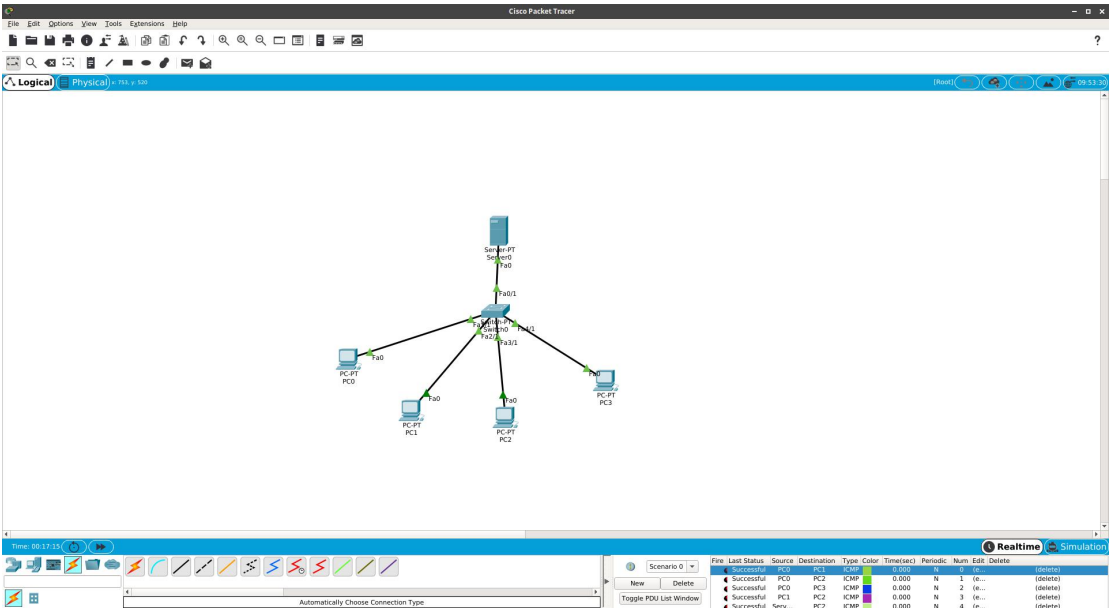 Cisco Packet Tracer
File Edit Options View Tools Extensions Help
?
Logical Physical x: 753, y: 530 [Root] 09:53:30
Server-PT
Server0
Fa0
Fa0/1
Switch-PT
Switch0
Fa4/1
Fa2/1
Fa3/1
Fa0
PC-PT
PC0
Fa0
PC-PT
PC1
Fa0
PC-PT
PC2
Fa0
PC-PT
PC3
Time: 00:17:15 Realtime Simulation
Scenario 0
New Delete
Toggle PDU List Window
Automatically Choose Connection Type
Fire Last Status Source Destination Type Color Time(sec) Periodic Num Edit Delete
Successful PC0 PC1 ICMP 0.000 N 0 (e... (delete)
Successful PC0 PC2 ICMP 0.000 N 1 (e... (delete)
Successful PC0 PC3 ICMP 0.000 N 2 (e... (delete)
Successful PC1 PC2 ICMP 0.000 N 3 (e... (delete)
Successful Serv... PC2 ICMP 0.000 N 4 (e... (delete)